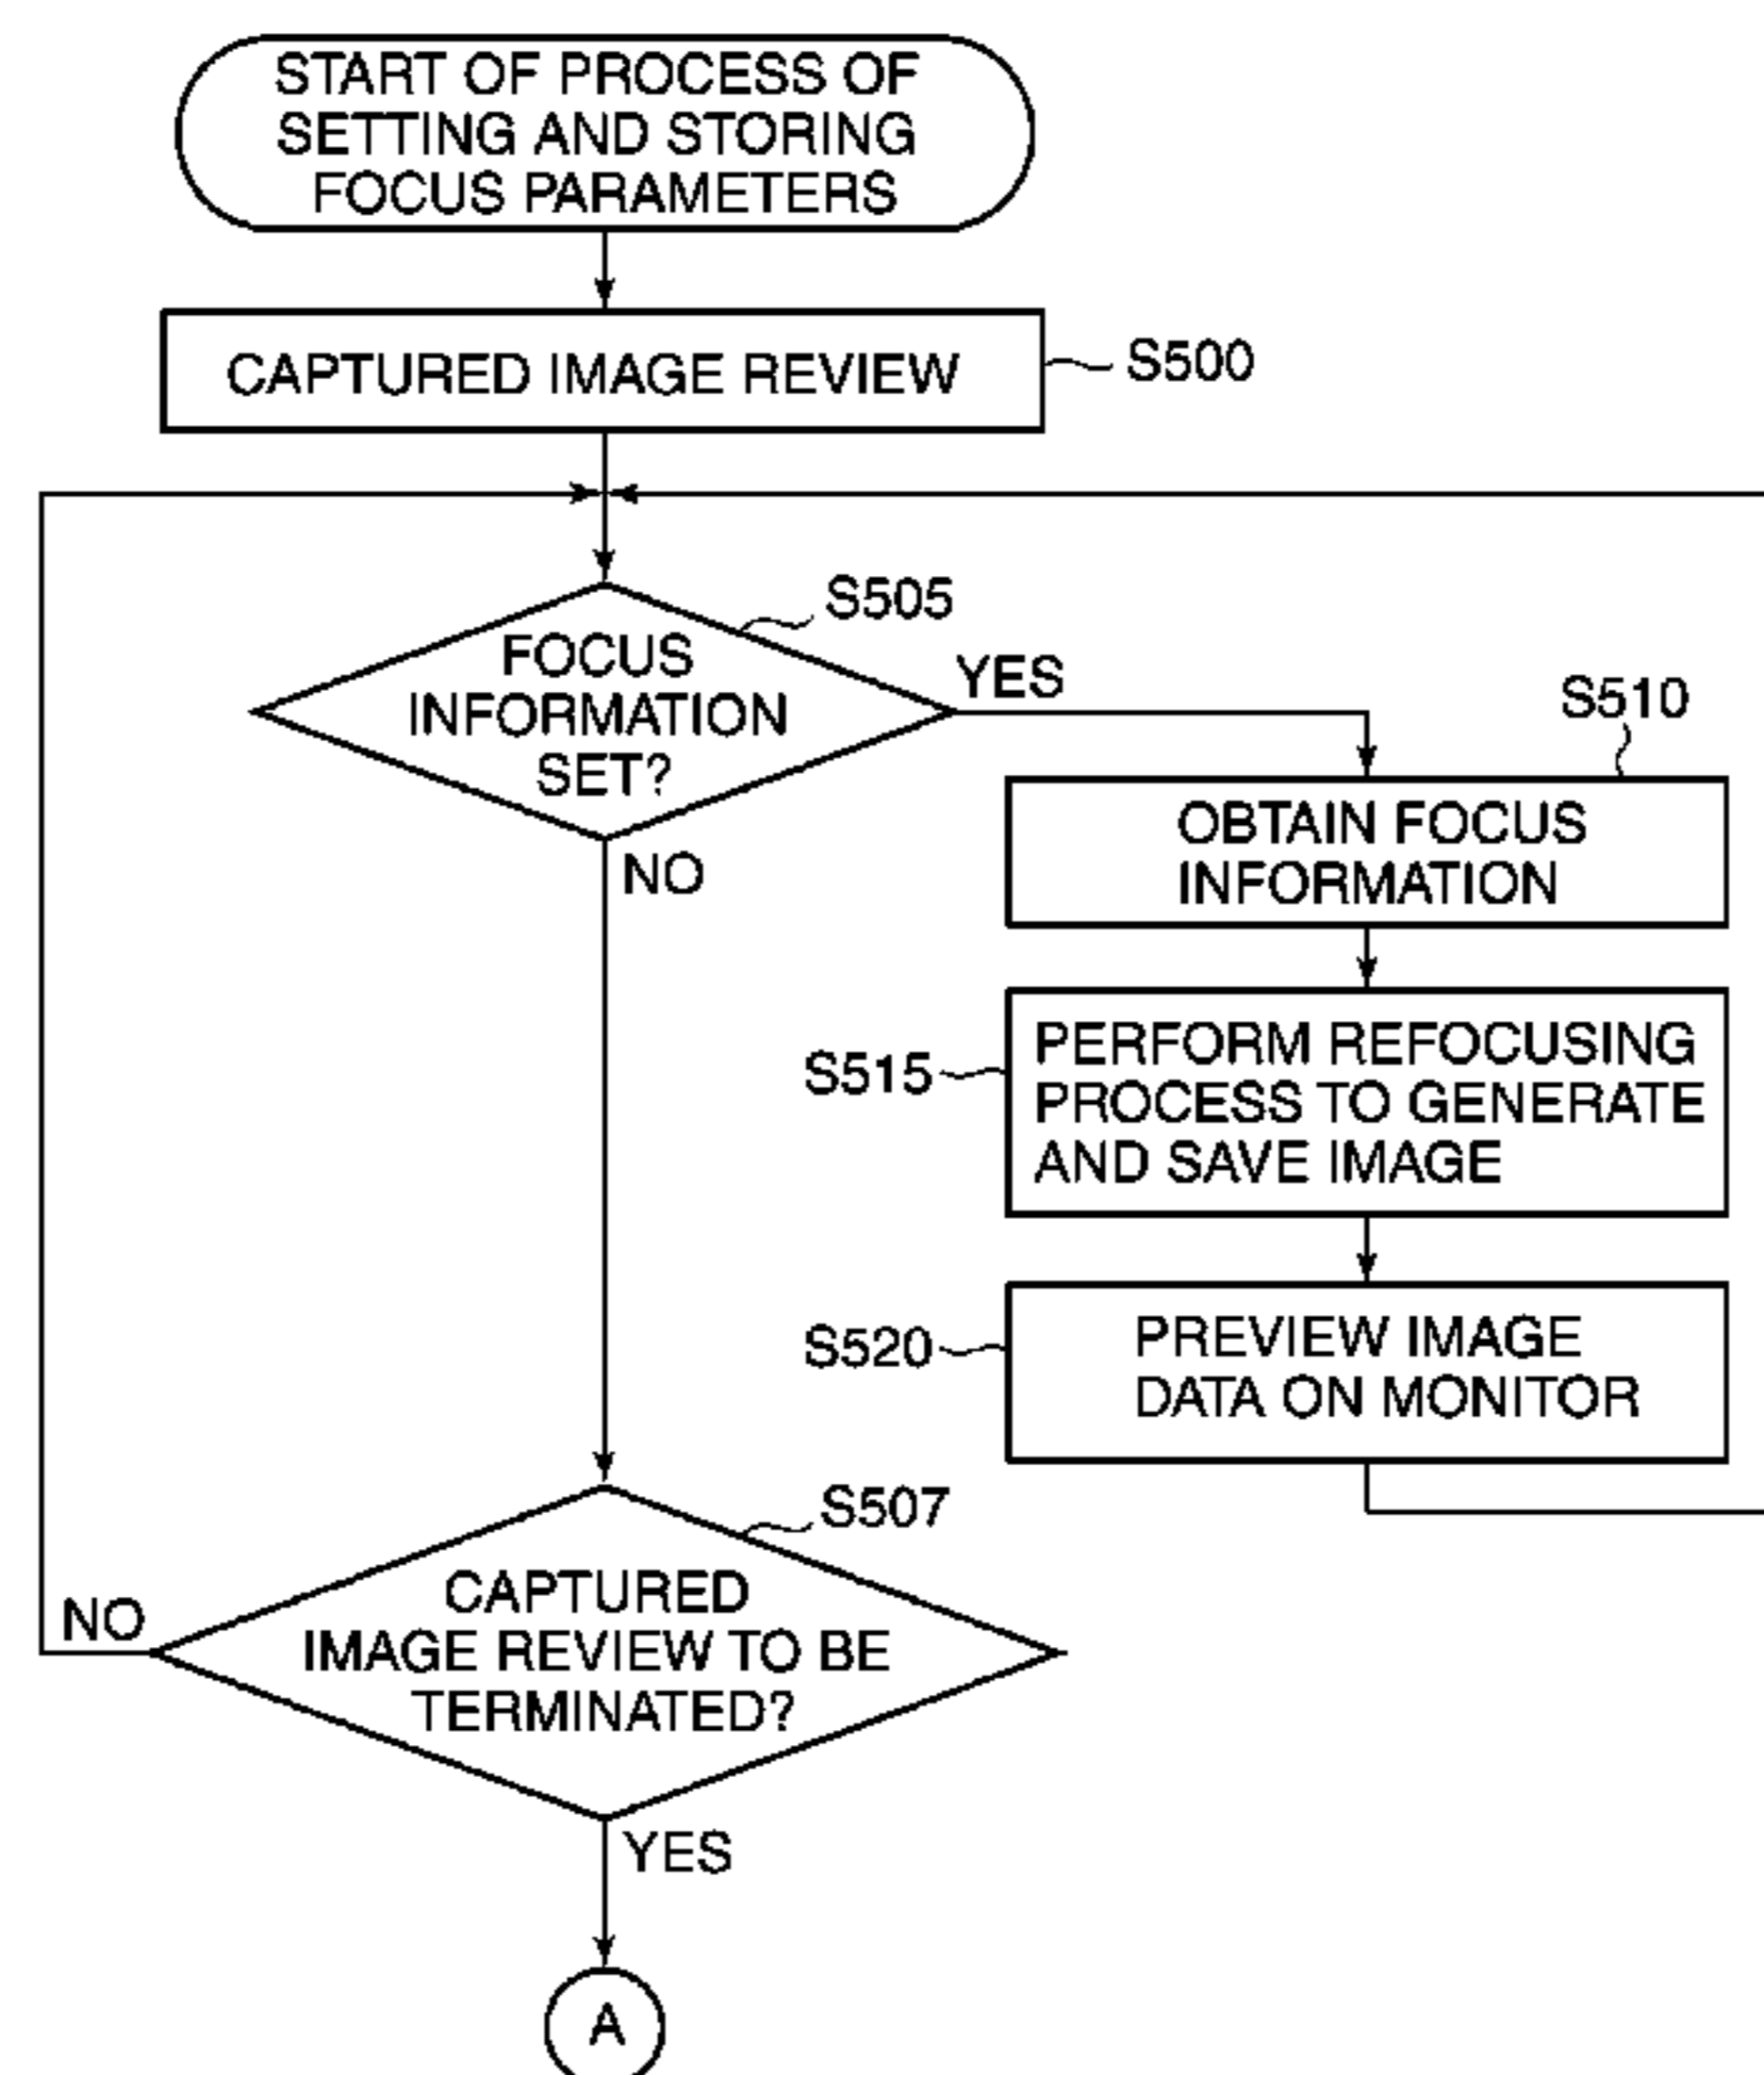 START OF PROCESS OF
SETTING AND STORING
FOCUS PARAMETERS
CAPTURED IMAGE REVIEW
S500
S505
FOCUS
INFORMATION
SET?
YES
NO
S510
OBTAIN FOCUS
INFORMATION
S515
PERFORM REFOCUSING
PROCESS TO GENERATE
AND SAVE IMAGE
S520
PREVIEW IMAGE
DATA ON MONITOR
S507
CAPTURED
IMAGE REVIEW TO BE
TERMINATED?
NO
YES
A